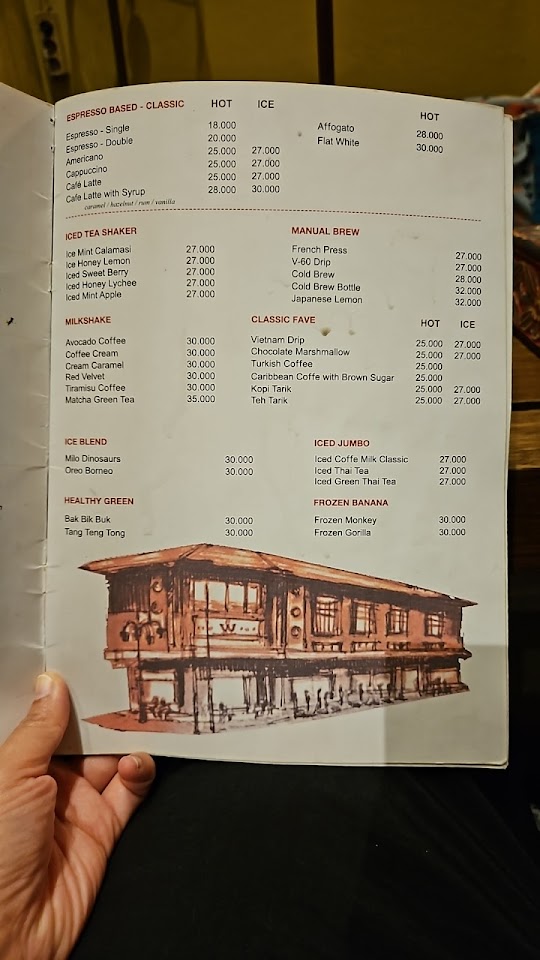 ESPRESSO BASED - CLASSIC HOT ICE
Espresso - Single 18.000
Espresso - Double 20.000
Americano 25.000 27.000
Cappuccino 25.000 27.000
Café Latte 25.000 27.000
Cafe Latte with Syrup 28.000 30.000
caramel / hazelnut / rum / vanilla
HOT
Affogato 28.000
Flat White 30.000
ICED TEA SHAKER
Ice Mint Calamasi 27.000
Ice Honey Lemon 27.000
Iced Sweet Berry 27.000
Iced Honey Lychee 27.000
Iced Mint Apple 27.000
MANUAL BREW
French Press 27.000
V-60 Drip 27.000
Cold Brew 28.000
Cold Brew Bottle 32.000
Japanese Lemon 32.000
MILKSHAKE
Avocado Coffee 30.000
Coffee Cream 30.000
Cream Caramel 30.000
Red Velvet 30.000
Tiramisu Coffee 30.000
Matcha Green Tea 35.000
CLASSIC FAVE HOT ICE
Vietnam Drip 25.000 27.000
Chocolate Marshmallow 25.000 27.000
Turkish Coffee 25.000
Caribbean Coffe with Brown Sugar 25.000
Kopi Tarik 25.000 27.000
Teh Tarik 25.000 27.000
ICE BLEND
Milo Dinosaurs 30.000
Oreo Borneo 30.000
ICED JUMBO
Iced Coffe Milk Classic 27.000
Iced Thai Tea 27.000
Iced Green Thai Tea 27.000
HEALTHY GREEN
Bak Bik Buk 30.000
Tang Teng Tong 30.000
FROZEN BANANA
Frozen Monkey 30.000
Frozen Gorilla 30.000
W